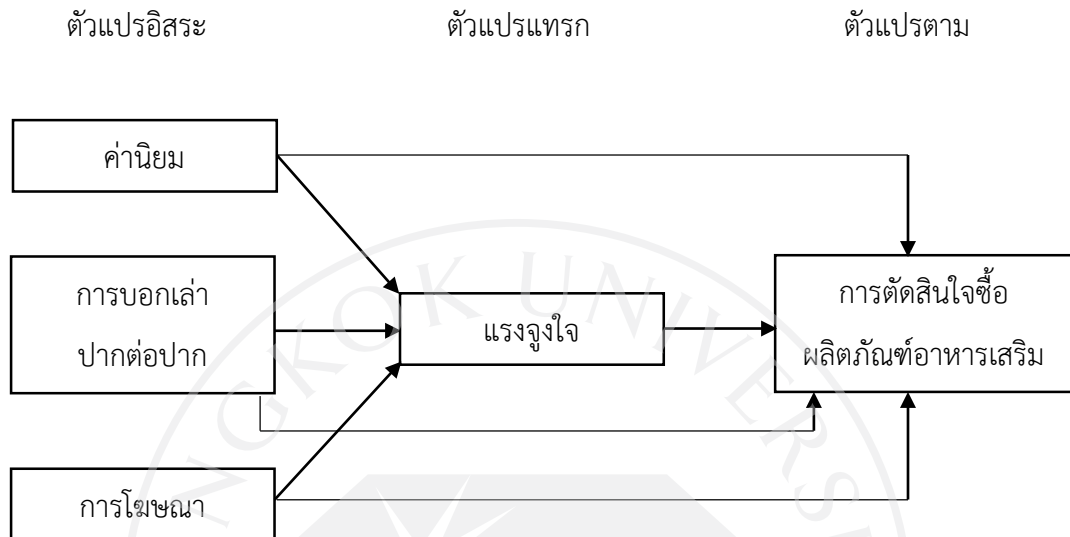 ตัวแปรอิสระ
ตัวแปรแทรก
ตัวแปรตาม
ค่านิยม
การบอกเล่า
ปากต่อปาก
แรงจูงใจ
การตัดสินใจซื้อ
ผลิตภัณฑ์อาหารเสริม
การโฆษณา
NGKOK UNIVERSI